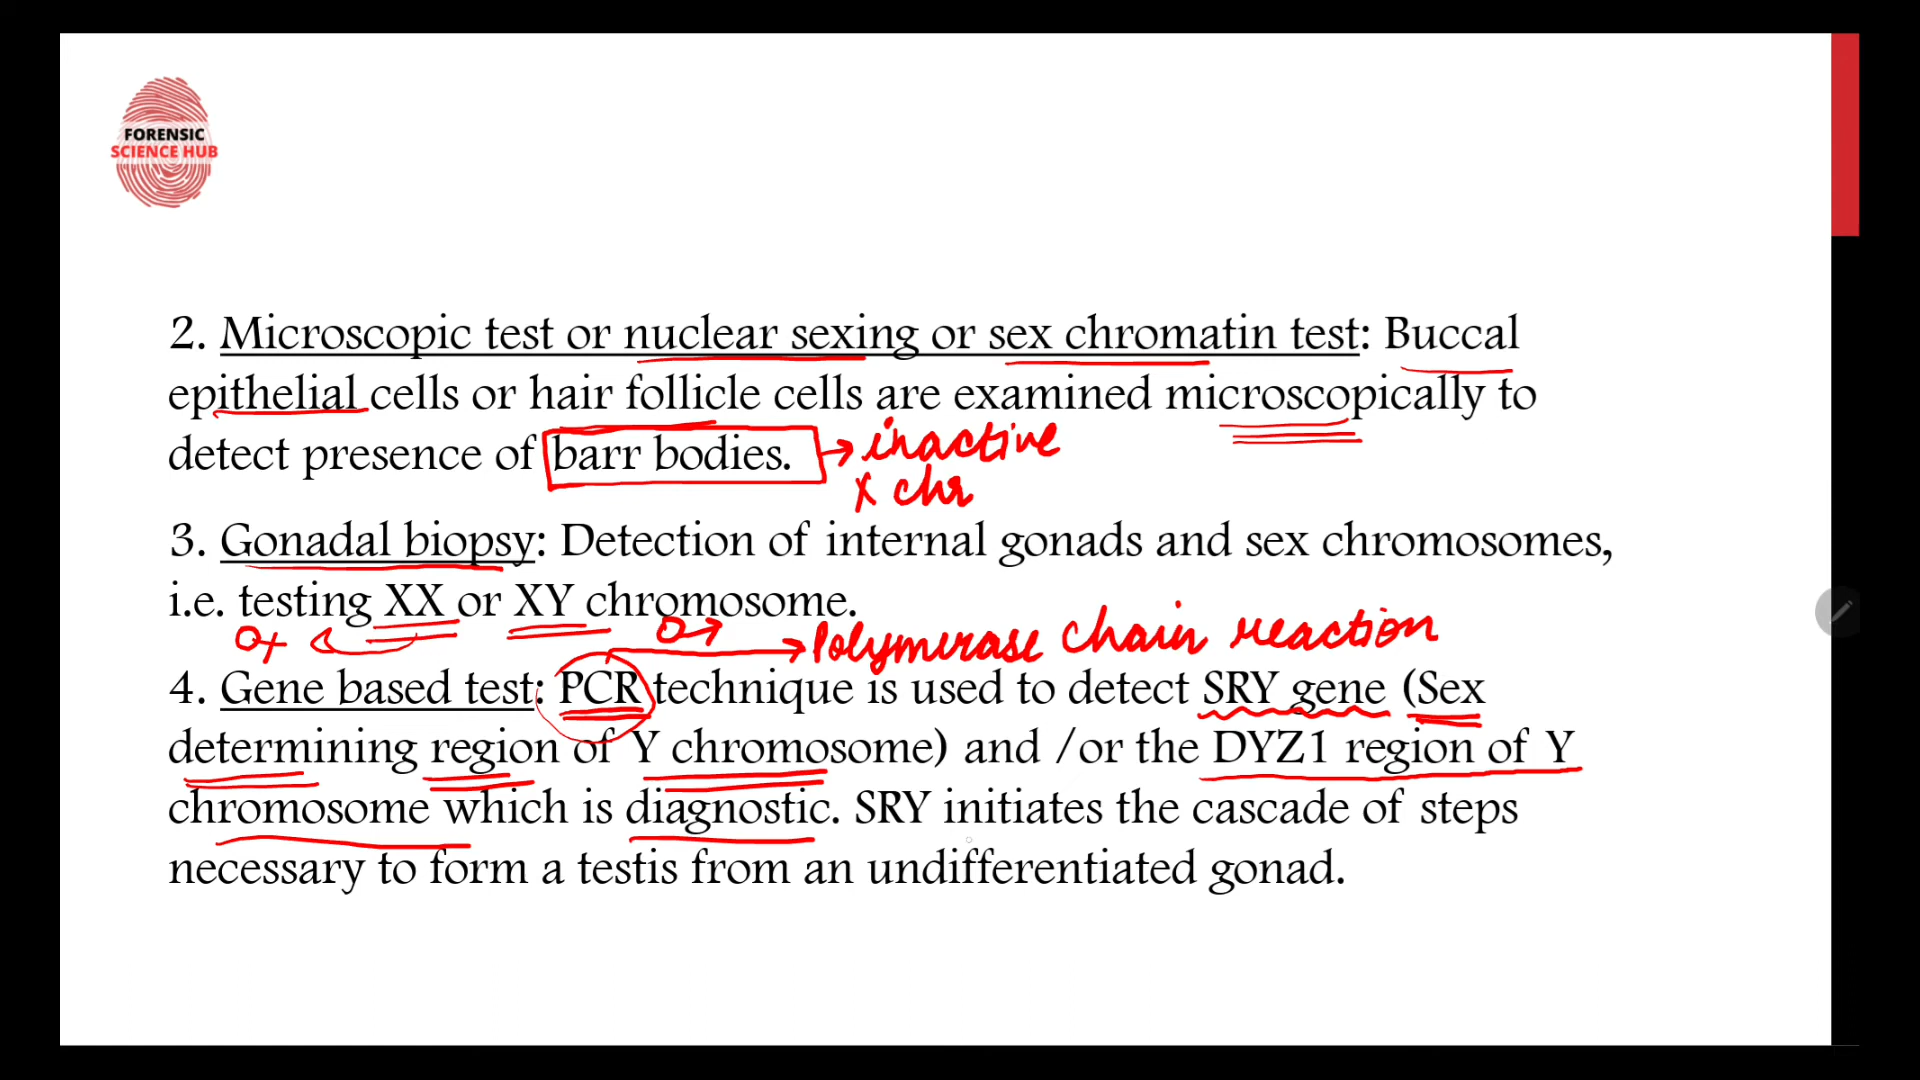 FORENSIC
SCIENCE HUB
2. Microscopic test or nuclear sexing or sex chromatin test: Buccal
epithelial cells or hair follicle cells are examined microscopically to
detect presence of barr bodies. → inactive
X chr
3. Gonadal biopsy: Detection of internal gonads and sex chromosomes,
i.e. testing XX or XY chromosome.
→ Polymerase chain reaction
4. Gene based test: PCR technique is used to detect SRY gene (Sex
determining region of Y chromosome) and /or the DYZ1 region of Y
chromosome which is diagnostic. SRY initiates the cascade of steps
necessary to form a testis from an undifferentiated gonad.